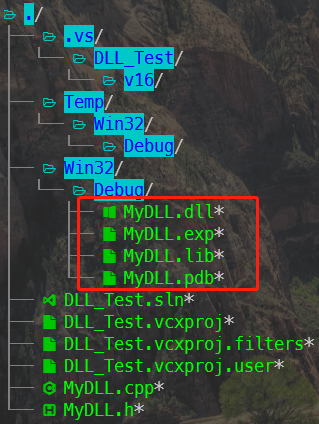 ./
.vs/
DLL_Test/
v16/
Temp/
Win32/
Debug/
Win32/
Debug/
MyDLL.dll*
MyDLL.exp*
MyDLL.lib*
MyDLL.pdb*
DLL_Test.sln*
DLL_Test.vcxproj*
DLL_Test.vcxproj.filters*
DLL_Test.vcxproj.user*
MyDLL.cpp*
MyDLL.h*